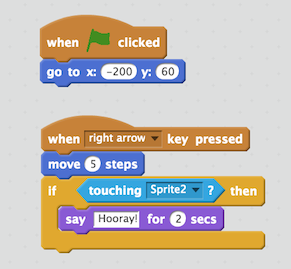 when clicked
go to x: -200 y: 60
when right arrow key pressed
move 5 steps
if touching Sprite2 ? then
say Hooray! for 2 secs